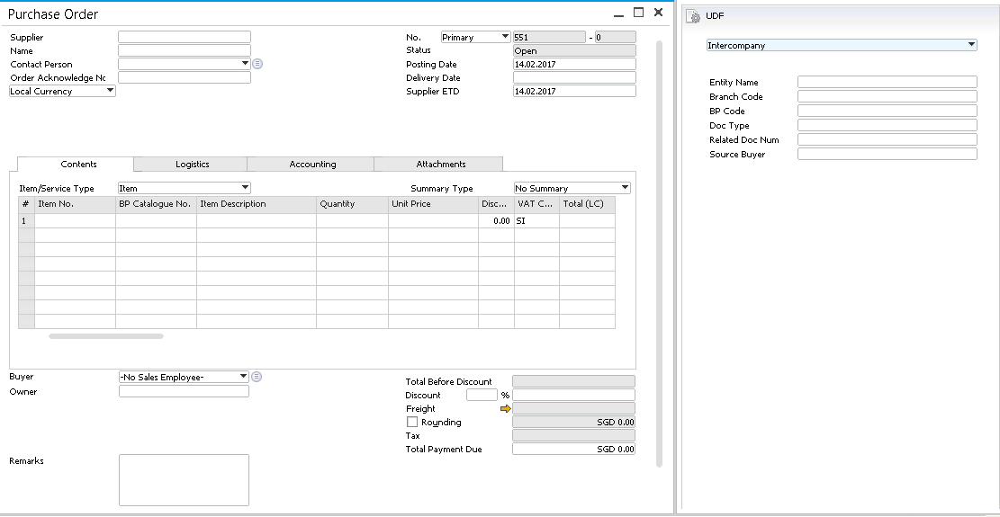 Purchase Order
Supplier
Name
Contact Person
Order Acknowledge Nc
Local Currency
No. Primary 551 - 0
Status Open
Posting Date 14.02.2017
Delivery Date
Supplier ETD 14.02.2017
Contents Logistics Accounting Attachments
Item/Service Type Item Summary Type No Summary
# Item No. BP Catalogue No. Item Description Quantity Unit Price Disc... VAT C... Total (LC)
1 0.00 SI
Buyer -No Sales Employee-
Owner
Total Before Discount
Discount %
Freight
Rounding SGD 0.00
Tax
Total Payment Due SGD 0.00
Remarks
UDF
Intercompany
Entity Name
Branch Code
BP Code
Doc Type
Related Doc Num
Source Buyer